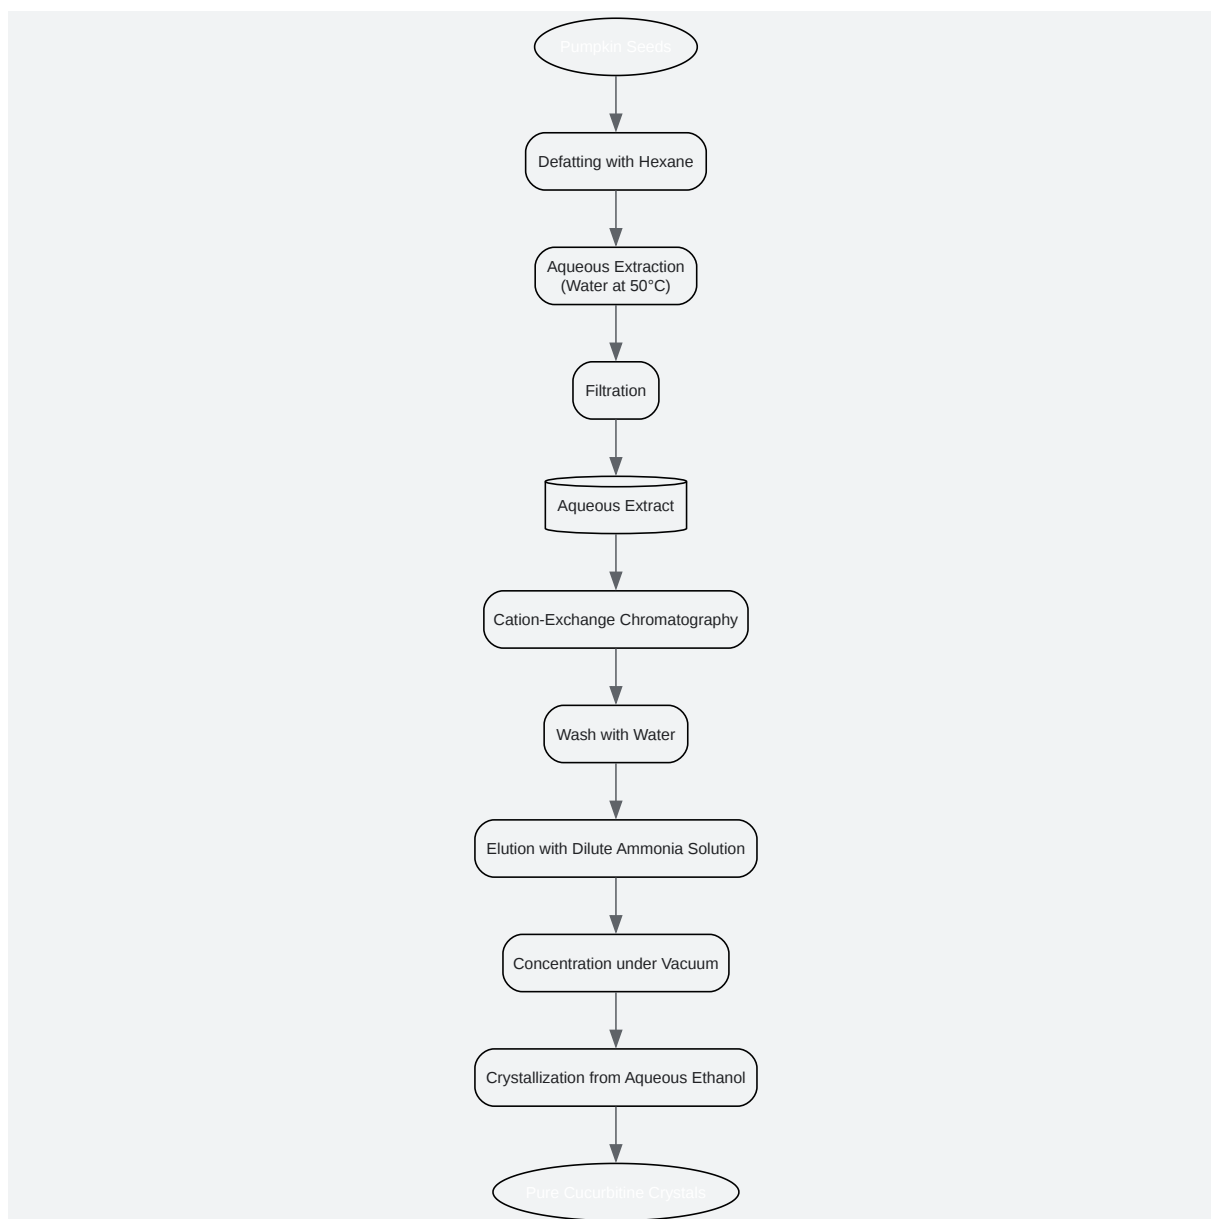 Pumpkin Seeds
Defatting with Hexane
Aqueous Extraction
(Water at 50°C)
Filtration
Aqueous Extract
Cation-Exchange Chromatography
Wash with Water
Elution with Dilute Ammonia Solution
Concentration under Vacuum
Crystallization from Aqueous Ethanol
Pure Cucurbitine Crystals